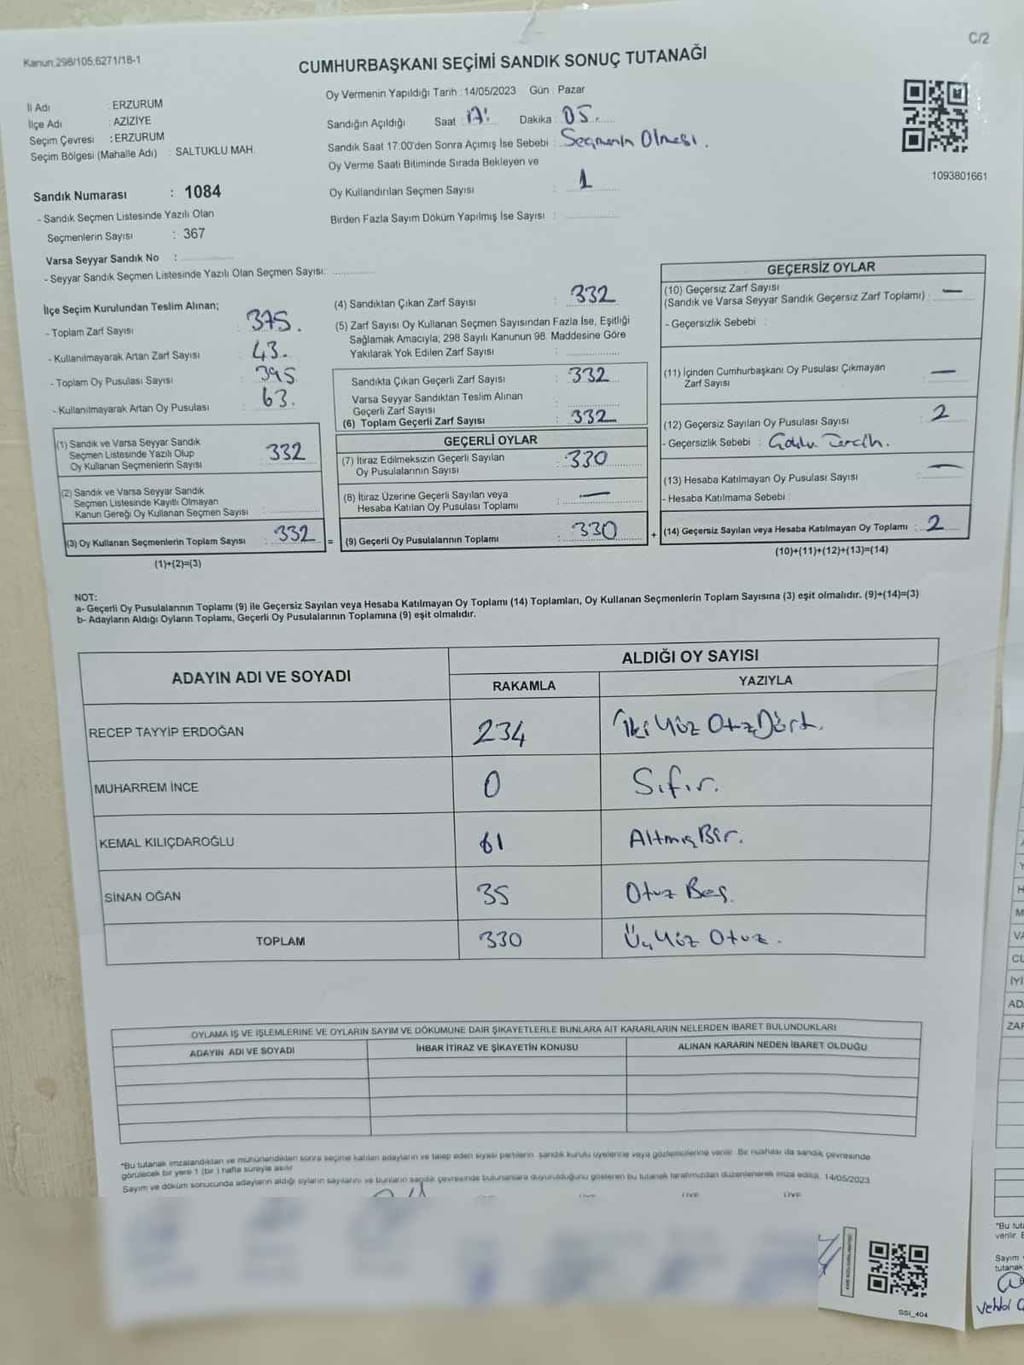 Kanun:298/105;6271/18-1
C/2
CUMHURBAŞKANI SEÇİMİ SANDIK SONUÇ TUTANAĞI
İl Adı : ERZURUM
İlçe Adı : AZİZİYE
Seçim Çevresi : ERZURUM
Seçim Bölgesi (Mahalle Adı) : SALTUKLU MAH.
Sandık Numarası : 1084
- Sandık Seçmen Listesinde Yazılı Olan
Seçmenlerin Sayısı : 367
Varsa Seyyar Sandık No :
- Seyyar Sandık Seçmen Listesinde Yazılı Olan Seçmen Sayısı:
Oy Vermenin Yapıldığı Tarih :14/05/2023 Gün : Pazar
Sandığın Açıldığı Saat : 17: Dakika : 05
Sandık Saat 17:00'den Sonra Açımış İse Sebebi : Seçmenin Olması.
Oy Verme Saati Bitiminde Sırada Bekleyen ve
Oy Kullandırılan Seçmen Sayısı : 1
Birden Fazla Sayım Döküm Yapılmış İse Sayısı :
1093801661
İlçe Seçim Kurulundan Teslim Alınan;
- Toplam Zarf Sayısı : 375.
- Kullanılmayarak Artan Zarf Sayısı : 43.
- Toplam Oy Pusulası Sayısı : 395
- Kullanılmayarak Artan Oy Pusulası : 63.
(1) Sandık ve Varsa Seyyar Sandık
Seçmen Listesinde Yazılı Olup
Oy Kullanan Seçmenlerin Sayısı : 332
(2) Sandık ve Varsa Seyyar Sandık
Seçmen Listesinde Kayıtlı Olmayan
Kanun Gereği Oy Kullanan Seçmen Sayısı :
(3) Oy Kullanan Seçmenlerin Toplam Sayısı : 332
(1)+(2)=(3)
=
(4) Sandıktan Çıkan Zarf Sayısı : 332
(5) Zarf Sayısı Oy Kullanan Seçmen Sayısından Fazla İse, Eşitliği
Sağlamak Amacıyla; 298 Sayılı Kanunun 98. Maddesine Göre
Yakılarak Yok Edilen Zarf Sayısı :
Sandıkta Çıkan Geçerli Zarf Sayısı : 332
Varsa Seyyar Sandıktan Teslim Alınan
Geçerli Zarf Sayısı :
(6) Toplam Geçerli Zarf Sayısı : 332
GEÇERLİ OYLAR
(7) İtiraz Edilmeksizin Geçerli Sayılan
Oy Pusulalarının Sayısı : 330
(8) İtiraz Üzerine Geçerli Sayılan veya
Hesaba Katılan Oy Pusulası Toplamı : —
(9) Geçerli Oy Pusulalarının Toplamı : 330
+
GEÇERSİZ OYLAR
(10) Geçersiz Zarf Sayısı
(Sandık ve Varsa Seyyar Sandık Geçersiz Zarf Toplamı) : —
- Geçersizlik Sebebi :
(11) İçinden Cumhurbaşkanı Oy Pusulası Çıkmayan
Zarf Sayısı : —
(12) Geçersiz Sayılan Oy Pusulası Sayısı : 2
- Geçersizlik Sebebi : Çoklu Tercih.
(13) Hesaba Katılmayan Oy Pusulası Sayısı : —
- Hesaba Katılmama Sebebi :
(14) Geçersiz Sayılan veya Hesaba Katılmayan Oy Toplamı : 2
(10)+(11)+(12)+(13)=(14)
NOT:
a- Geçerli Oy Pusulalarının Toplamı (9) ile Geçersiz Sayılan veya Hesaba Katılmayan Oy Toplamı (14) Toplamları, Oy Kullanan Seçmenlerin Toplam Sayısına (3) eşit olmalıdır. (9)+(14)=(3)
b- Adayların Aldığı Oyların Toplamı, Geçerli Oy Pusulalarının Toplamına (9) eşit olmalıdır.
ADAYIN ADI VE SOYADI
ALDIĞI OY SAYISI
RAKAMLA YAZIYLA
RECEP TAYYİP ERDOĞAN 234 İki Yüz Otuz Dört.
MUHARREM İNCE 0 Sıfır.
KEMAL KILIÇDAROĞLU 61 Altmış Bir.
SİNAN OĞAN 35 Otuz Beş.
TOPLAM 330 Üç Yüz Otuz.
OYLAMA İŞ VE İŞLEMLERİNE VE OYLARIN SAYIM VE DÖKÜMÜNE DAİR ŞİKAYETLERLE BUNLARA AİT KARARLARIN NELERDEN İBARET BULUNDUKLARI
ADAYIN ADI VE SOYADI İHBAR İTİRAZ VE ŞİKAYETİN KONUSU ALINAN KARARIN NEDEN İBARET OLDUĞU
*Bu tutanak imzalandıktan ve mühürlendikten sonra seçime katılan adayların ve talep eden siyasi partilerin sandık kurulu üyelerine veya gözlemcilerine verilir. Bir nüshası da sandık çevresinde
görülecek bir yere 1 (bir) hafta süreyle asılır.
Sayım ve döküm sonucunda adayların aldığı oyların sayılarını ve bunların sandık çevresinde bulunanlara duyurulduğunu gösteren bu tutanak tarafımızdan düzenlenerek imza edildi. 14/05/2023
SSI_404
*Bu tuta
verilir. B
Sayım
tutanak